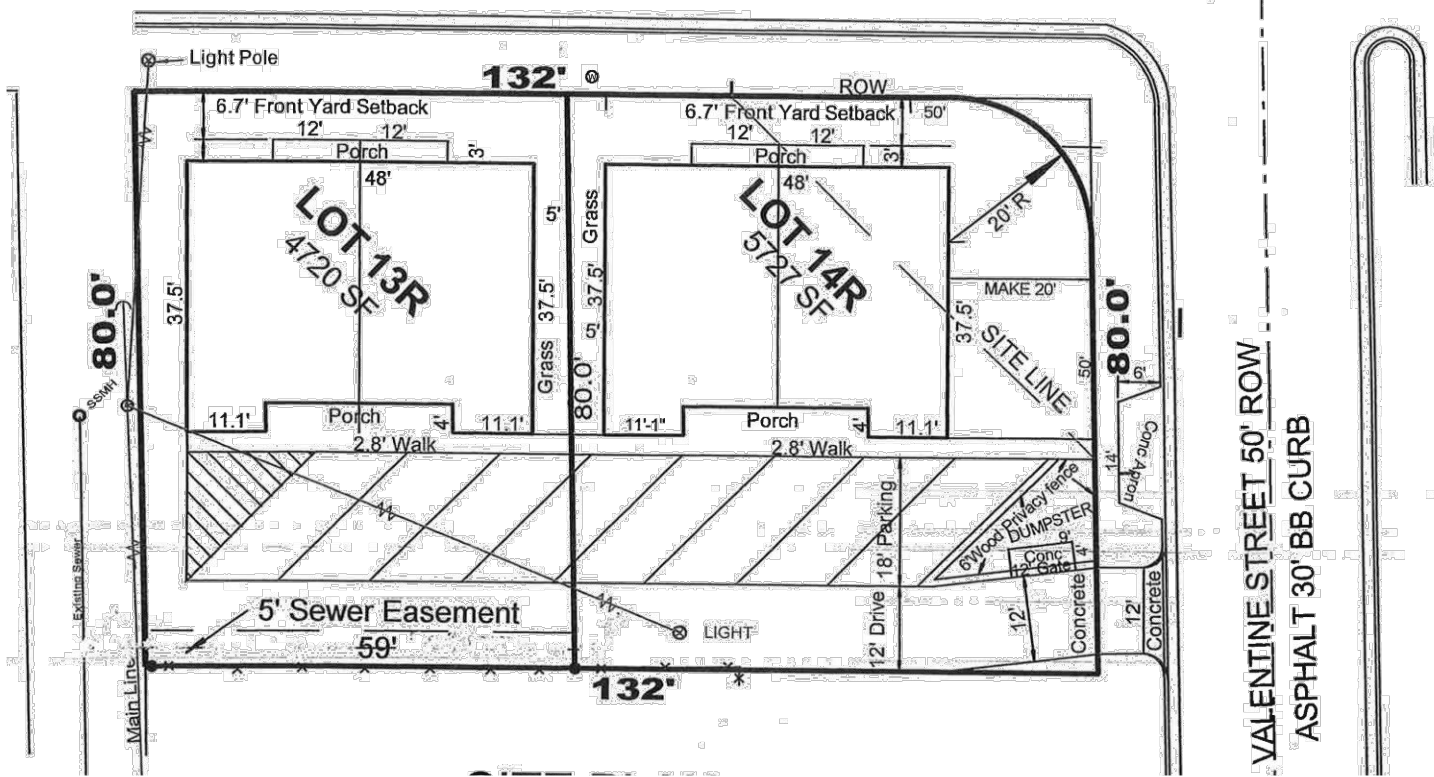 Light Pole
132'
W
ROW
6.7' Front Yard Setback
6.7' Front Yard Setback
50'
12'
12'
12'
12'
Porch
3'
Porch
3'
48'
48'
LOT 13R
4720 SF
LOT 14R
5727 SF
5'
Grass
20' R
MAKE 20'
80.0'
37.5'
37.5'
37.5'
5'
37.5'
SITE LINE
50'
80.0'
6'
Grass
80.0'
SSMH
11.1'
Porch
4'
11.1'
11'-1"
Porch
4'
11.1'
2.8' Walk
2.8' Walk
14'
Conc Apron
W
W
W
W
18' Parking
6'Wood Privacy fence
DUMPSTER
9'
4'
Conc
12' Gate
Existing Sewer
5' Sewer Easement
59'
LIGHT
12' Drive
12'
Concrete
12'
Concrete
Main Line
132'
VALENTINE STREET 50' ROW
ASPHALT 30' BB CURB